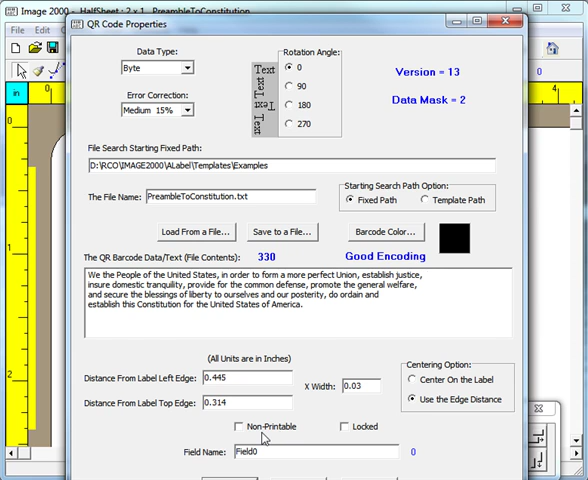 Image 2000 - HalfSheet : 2 x 1 PreambleToConstitution
File Edit
QR Code Properties
Data Type:
Byte
Error Correction:
Medium 15%
Text
Text
Text
Text
Rotation Angle:
0
90
180
270
Version = 13
Data Mask = 2
in
0
4
0
1
2
0
File Search Starting Fixed Path:
D:\RCO\IMAGE2000\ALabel\Templates\Examples
The File Name:
PreambleToConstitution.txt
Starting Search Path Option:
Fixed Path
Template Path
Load From a File...
Save to a File...
Barcode Color...
The QR Barcode Data/Text (File Contents):
330
Good Encoding
We the People of the United States, in order to form a more perfect Union, establish justice,
insure domestic tranquility, provide for the common defense, promote the general welfare,
and secure the blessings of liberty to ourselves and our posterity, do ordain and
establish this Constitution for the United States of America.
(All Units are in Inches)
Distance From Label Left Edge:
0.445
Distance From Label Top Edge:
0.314
X Width:
0.03
Centering Option:
Center On the Label
Use the Edge Distance
Non-Printable
Locked
Field Name:
Field0
0